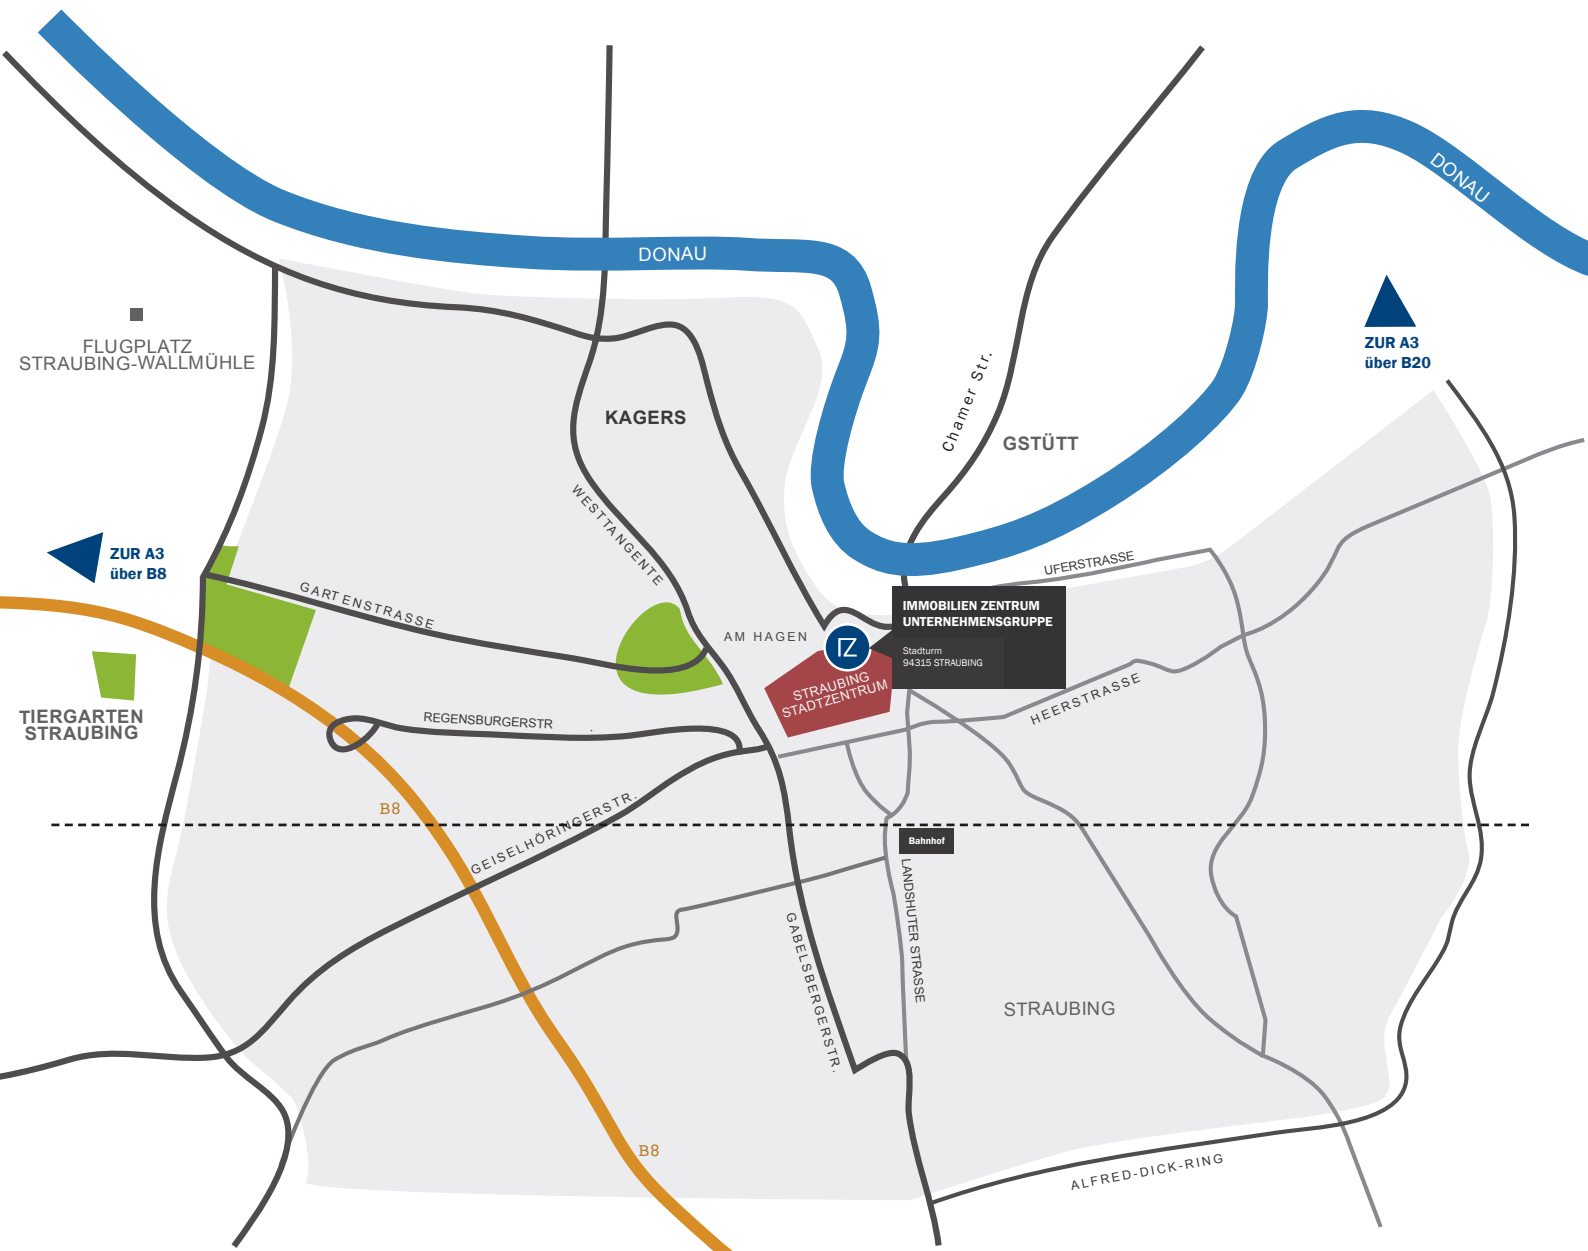 DONAU
DONAU
FLUGPLATZ
STRAUBING-WALLMÜHLE
ZUR A3
über B20
Chamer Str.
KAGERS
GSTÜTT
WESTTANGENTE
ZUR A3
über B8
UFERSTRASSE
GARTENSTRASSE
IMMOBILIEN ZENTRUM
UNTERNEHMENSGRUPPE
AM HAGEN
IZ
Stadturm
94315 STRAUBING
STRAUBING
STADTZENTRUM
HEERSTRASSE
TIERGARTEN
STRAUBING
REGENSBURGERSTR.
B8
GEISELHÖRINGERSTR.
Bahnhof
LANDSHUTER STRASSE
GABELSBERGERSTR.
STRAUBING
B8
ALFRED-DICK-RING